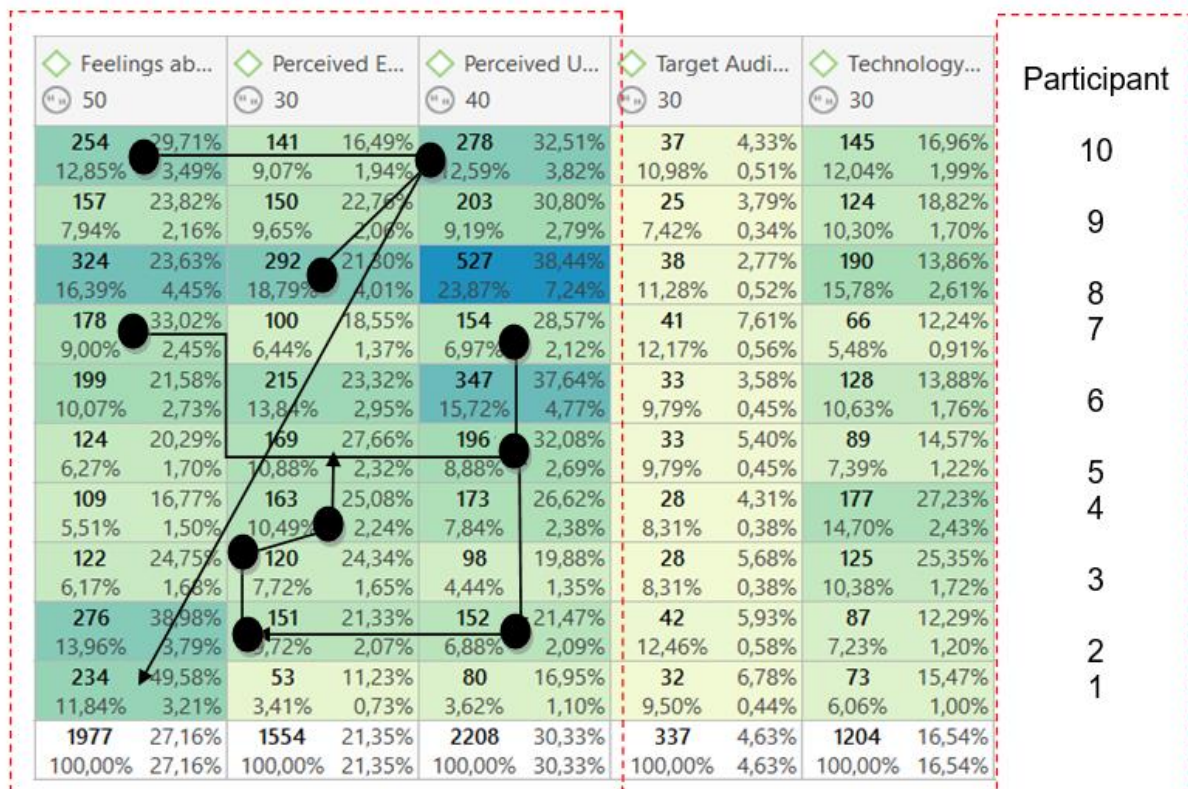 Feelings ab... Perceived E... Perceived U... Target Audi... Technology... Participant
50 30 40 30 30
254 29,71% 141 16,49% 278 32,51% 37 4,33% 145 16,96% 10
12,85% 3,49% 9,07% 1,94% 12,59% 3,82% 10,98% 0,51% 12,04% 1,99%
157 23,82% 150 22,76% 203 30,80% 25 3,79% 124 18,82% 9
7,94% 2,16% 9,65% 2,06% 9,19% 2,79% 7,42% 0,34% 10,30% 1,70%
324 23,63% 292 21,30% 527 38,44% 38 2,77% 190 13,86%
16,39% 4,45% 18,79% 4,01% 23,87% 7,24% 11,28% 0,52% 15,78% 2,61% 8
178 33,02% 100 18,55% 154 28,57% 41 7,61% 66 12,24% 7
9,00% 2,45% 6,44% 1,37% 6,97% 2,12% 12,17% 0,56% 5,48% 0,91%
199 21,58% 215 23,32% 347 37,64% 33 3,58% 128 13,88% 6
10,07% 2,73% 13,84% 2,95% 15,72% 4,77% 9,79% 0,45% 10,63% 1,76%
124 20,29% 169 27,66% 196 32,08% 33 5,40% 89 14,57%
6,27% 1,70% 10,88% 2,32% 8,88% 2,69% 9,79% 0,45% 7,39% 1,22% 5
109 16,77% 163 25,08% 173 26,62% 28 4,31% 177 27,23% 4
5,51% 1,50% 10,49% 2,24% 7,84% 2,38% 8,31% 0,38% 14,70% 2,43%
122 24,75% 120 24,34% 98 19,88% 28 5,68% 125 25,35% 3
6,17% 1,68% 7,72% 1,65% 4,44% 1,35% 8,31% 0,38% 10,38% 1,72%
276 38,98% 151 21,33% 152 21,47% 42 5,93% 87 12,29%
13,96% 3,79% 2,07% 6,88% 2,09% 12,46% 0,58% 7,23% 1,20% 2
234 49,58% 53 11,23% 80 16,95% 32 6,78% 73 15,47% 1
11,84% 3,21% 3,41% 0,73% 3,62% 1,10% 9,50% 0,44% 6,06% 1,00%
1977 27,16% 1554 21,35% 2208 30,33% 337 4,63% 1204 16,54%
100,00% 27,16% 100,00% 21,35% 100,00% 30,33% 100,00% 4,63% 100,00% 16,54%